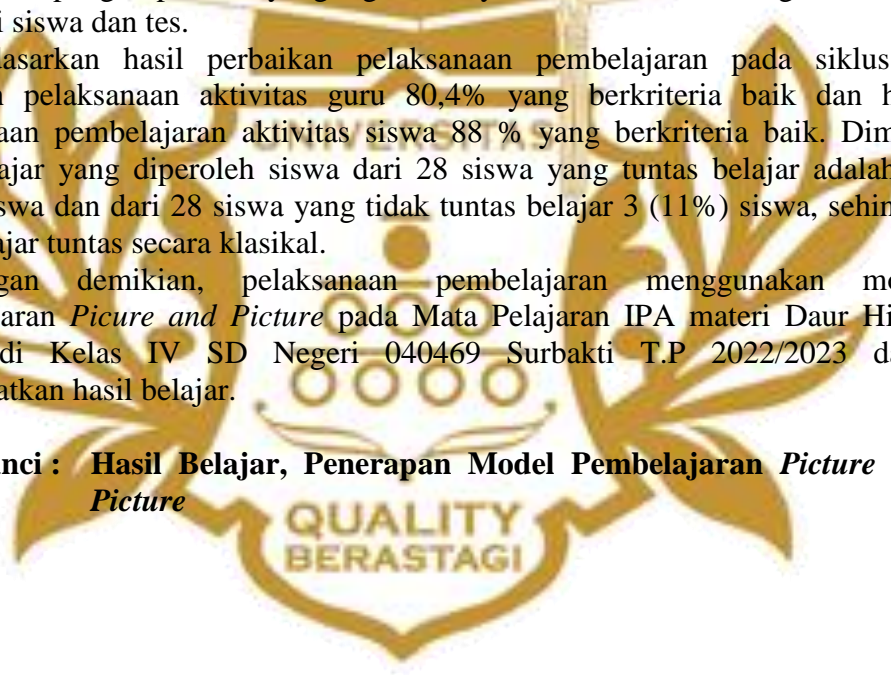 i siswa dan tes.
asarkan hasil perbaikan pelaksanaan pembelajaran pada siklus
pelaksanaan aktivitas guru 80,4% yang berkriteria baik dan h
aan pembelajaran aktivitas siswa 88 % yang berkriteria baik. Dim
ajar yang diperoleh siswa dari 28 siswa yang tuntas belajar adalah
swa dan dari 28 siswa yang tidak tuntas belajar 3 (11%) siswa, sehin
ajar tuntas secara klasikal.
gan demikian, pelaksanaan pembelajaran menggunakan mo
aran Picure and Picture pada Mata Pelajaran IPA materi Daur Hi
di Kelas IV SD Negeri 040469 Surbakti T.P 2022/2023 da
atkan hasil belajar.
nci : Hasil Belajar, Penerapan Model Pembelajaran Picture
Picture
UNIVERSITAS
QUALITY
BERASTAGI